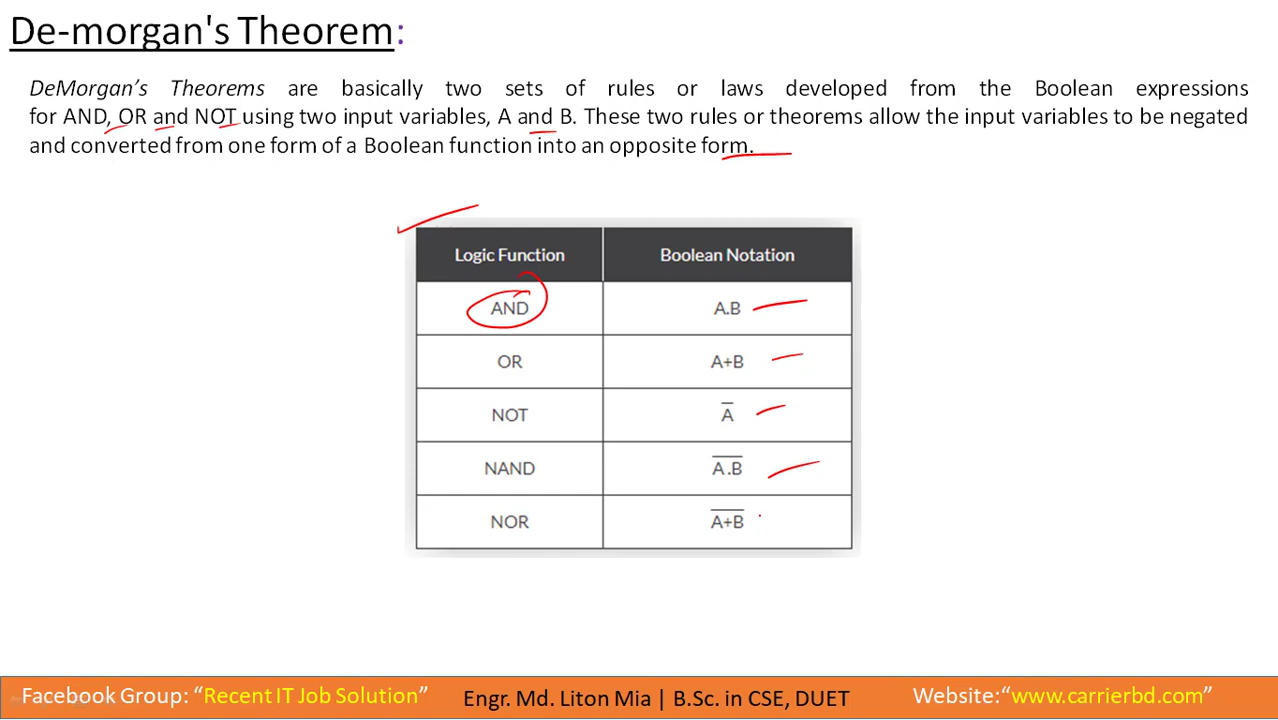 De-morgan's Theorem:
DeMorgan's Theorems are basically two sets of rules or laws developed from the Boolean expressions
for AND, OR and NOT using two input variables, A and B. These two rules or theorems allow the input variables to be negated
and converted from one form of a Boolean function into an opposite form.
Logic Function Boolean Notation
AND A.B
OR A+B
NOT A̅
NAND A̅ ̅.̅B̅
NOR A̅+̅B̅
Facebook Group: “Recent IT Job Solution” Engr. Md. Liton Mia | B.Sc. in CSE, DUET Website:“www.carrierbd.com”